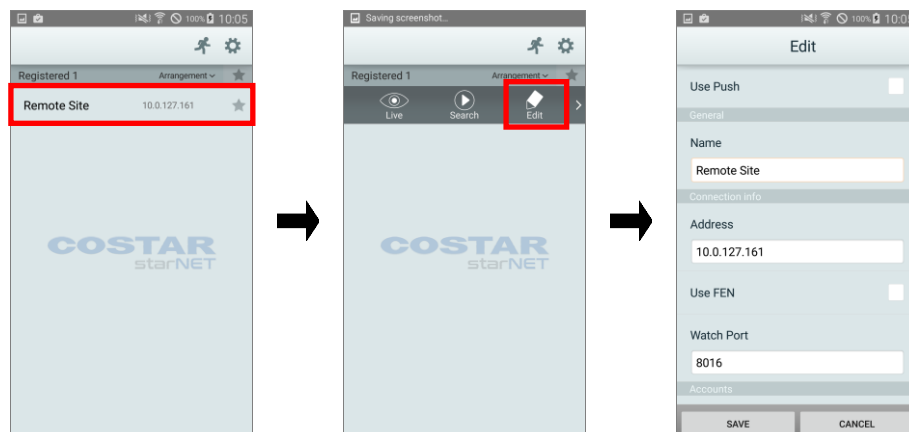 100% 10:05
Registered 1 Arrangement
Remote Site 10.0.127.161
COSTAR
starNET
Saving screenshot...
Registered 1 Arrangement
Live Search Edit
COSTAR
starNET
100% 10:05
Edit
Use Push
General
Name
Remote Site
Connection info
Address
10.0.127.161
Use FEN
Watch Port
8016
Accounts
SAVE CANCEL